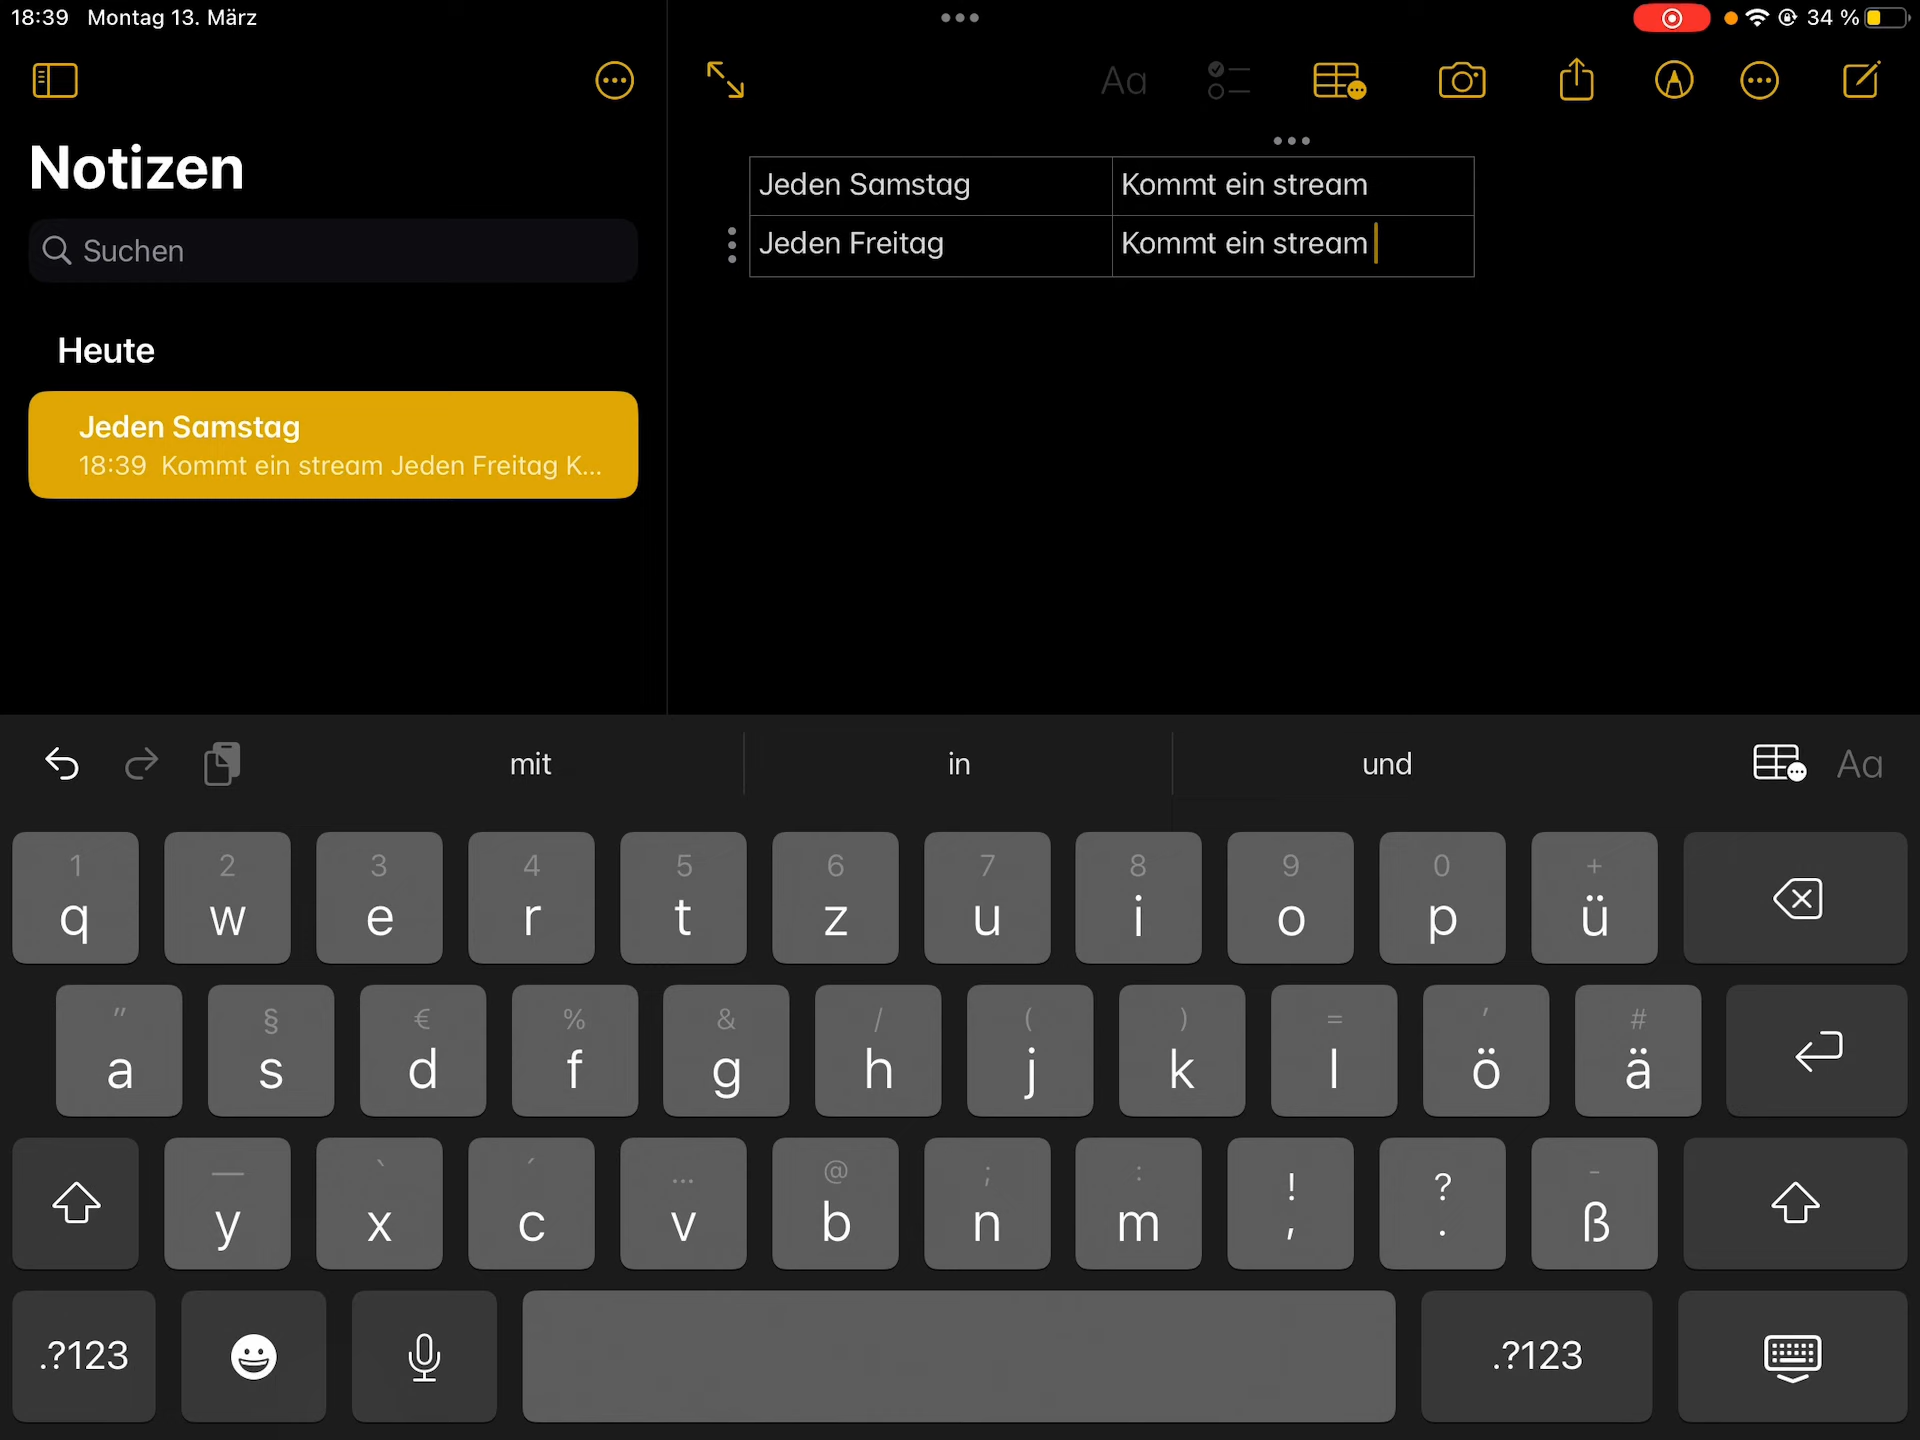 18:39 Montag 13. März
34 %
Aa
Notizen
Suchen
Heute
Jeden Samstag
18:39 Kommt ein stream Jeden Freitag K...
Jeden Samstag Kommt ein stream
Jeden Freitag Kommt ein stream
mit in und
Aa
1 2 3 4 5 6 7 8 9 0 +
q w e r t z u i o p ü
" § € % & / ( ) = ' #
a s d f g h j k l ö ä
— ` ´ ... @ ; : ! ? -
y x c v b n m , . ß
.?123 .?123